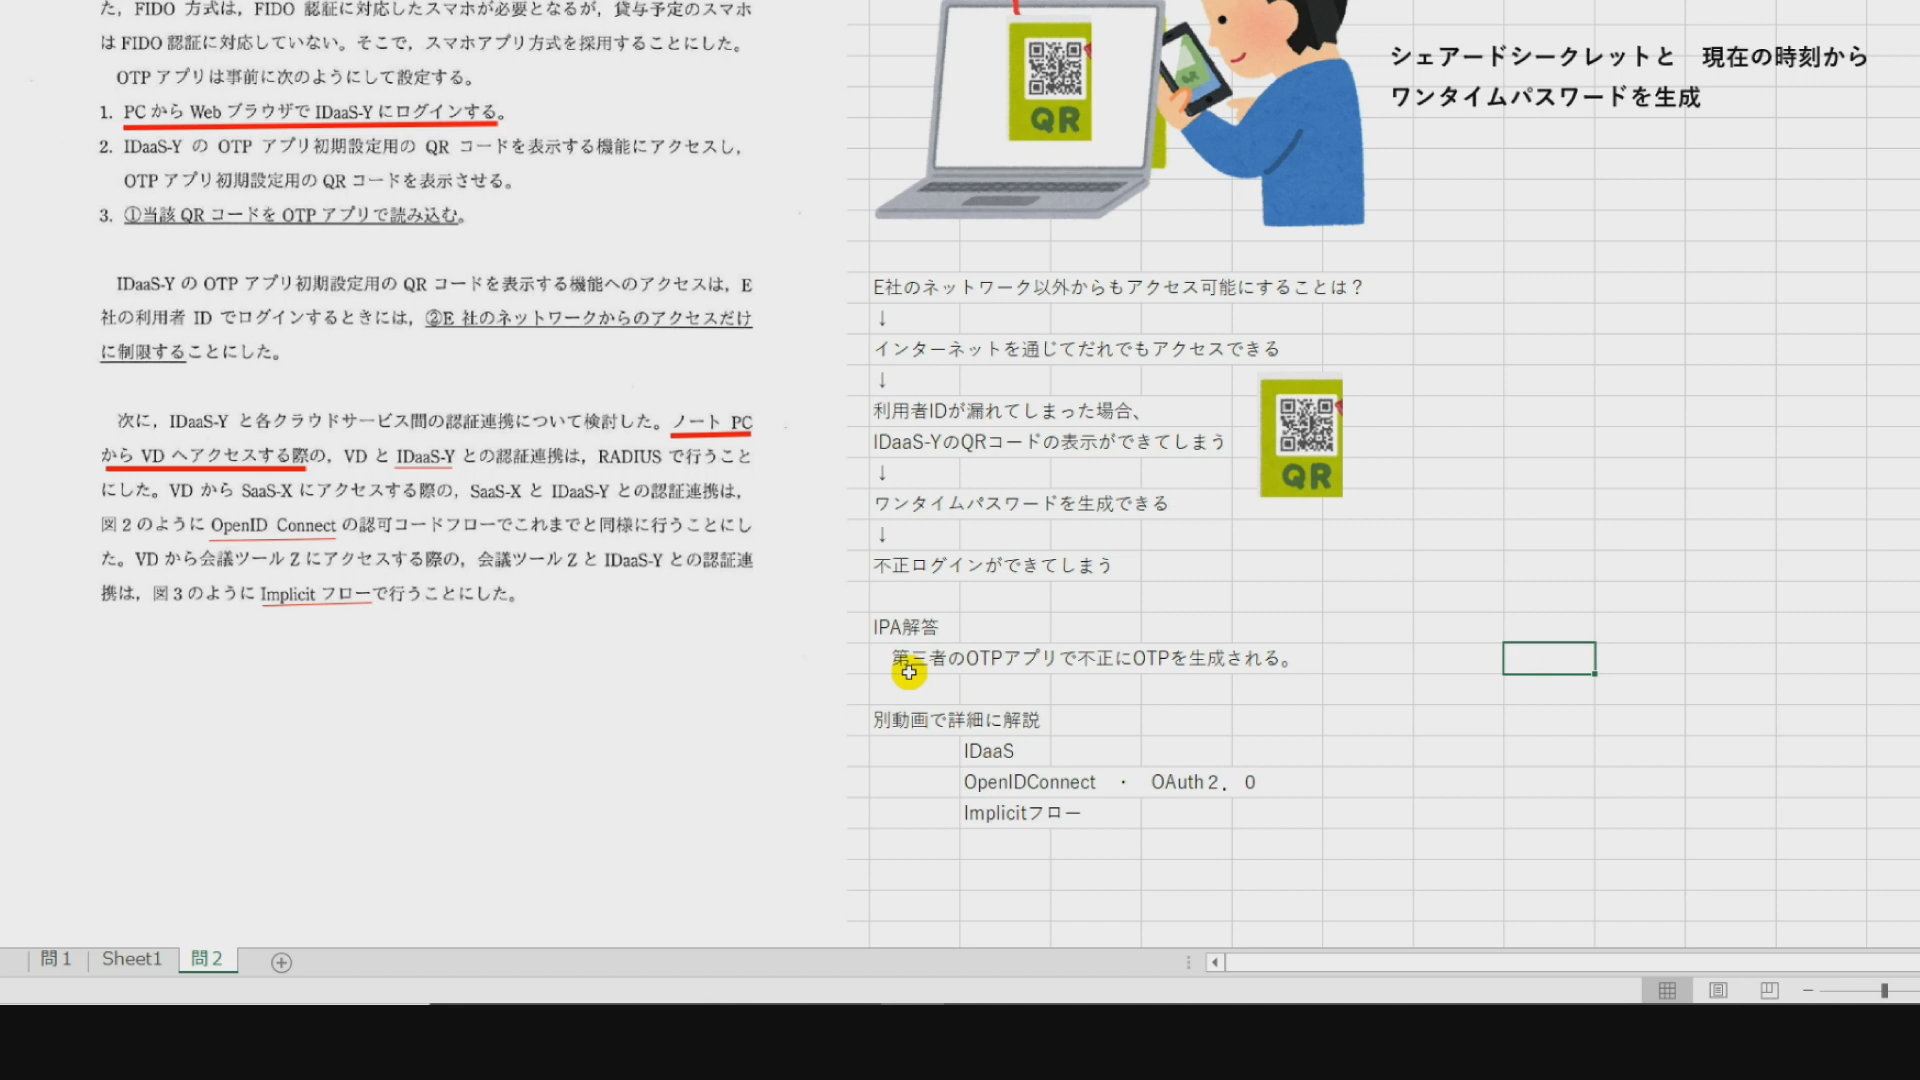 た，FIDO 方式は，FIDO 認証に対応したスマホが必要となるが，貸与予定のスマホ
は FIDO 認証に対応していない。そこで，スマホアプリ方式を採用することにした。
OTP アプリは事前に次のようにして設定する。
1. PC から Web ブラウザで IDaaS-Y にログインする。
2. IDaaS-Y の OTP アプリ初期設定用の QR コードを表示する機能にアクセスし，
OTP アプリ初期設定用の QR コードを表示させる。
3. ①当該 QR コードを OTP アプリで読み込む。
IDaaS-Y の OTP アプリ初期設定用の QR コードを表示する機能へのアクセスは，E
社の利用者 ID でログインするときには，②E 社のネットワークからのアクセスだけ
に制限することにした。
次に，IDaaS-Y と各クラウドサービス間の認証連携について検討した。ノート PC
から VD へアクセスする際の，VD と IDaaS-Y との認証連携は，RADIUS で行うこと
にした。VD から SaaS-X にアクセスする際の，SaaS-X と IDaaS-Y との認証連携は，
図 2 のように OpenID Connect の認可コードフローでこれまでと同様に行うことにし
た。VD から会議ツール Z にアクセスする際の，会議ツール Z と IDaaS-Y との認証連
携は，図 3 のように Implicit フローで行うことにした。
QR
QR
シェアードシークレットと　現在の時刻から
ワンタイムパスワードを生成
E社のネットワーク以外からもアクセス可能にすることは？
↓
インターネットを通じてだれでもアクセスできる
↓
利用者IDが漏れてしまった場合、
IDaaS-YのQRコードの表示ができてしまう
QR
↓
ワンタイムパスワードを生成できる
↓
不正ログインができてしまう
IPA解答
第三者のOTPアプリで不正にOTPを生成される。
別動画で詳細に解説
IDaaS
OpenIDConnect　・　OAuth２．０
Implicitフロー
問１
Sheet1
問２